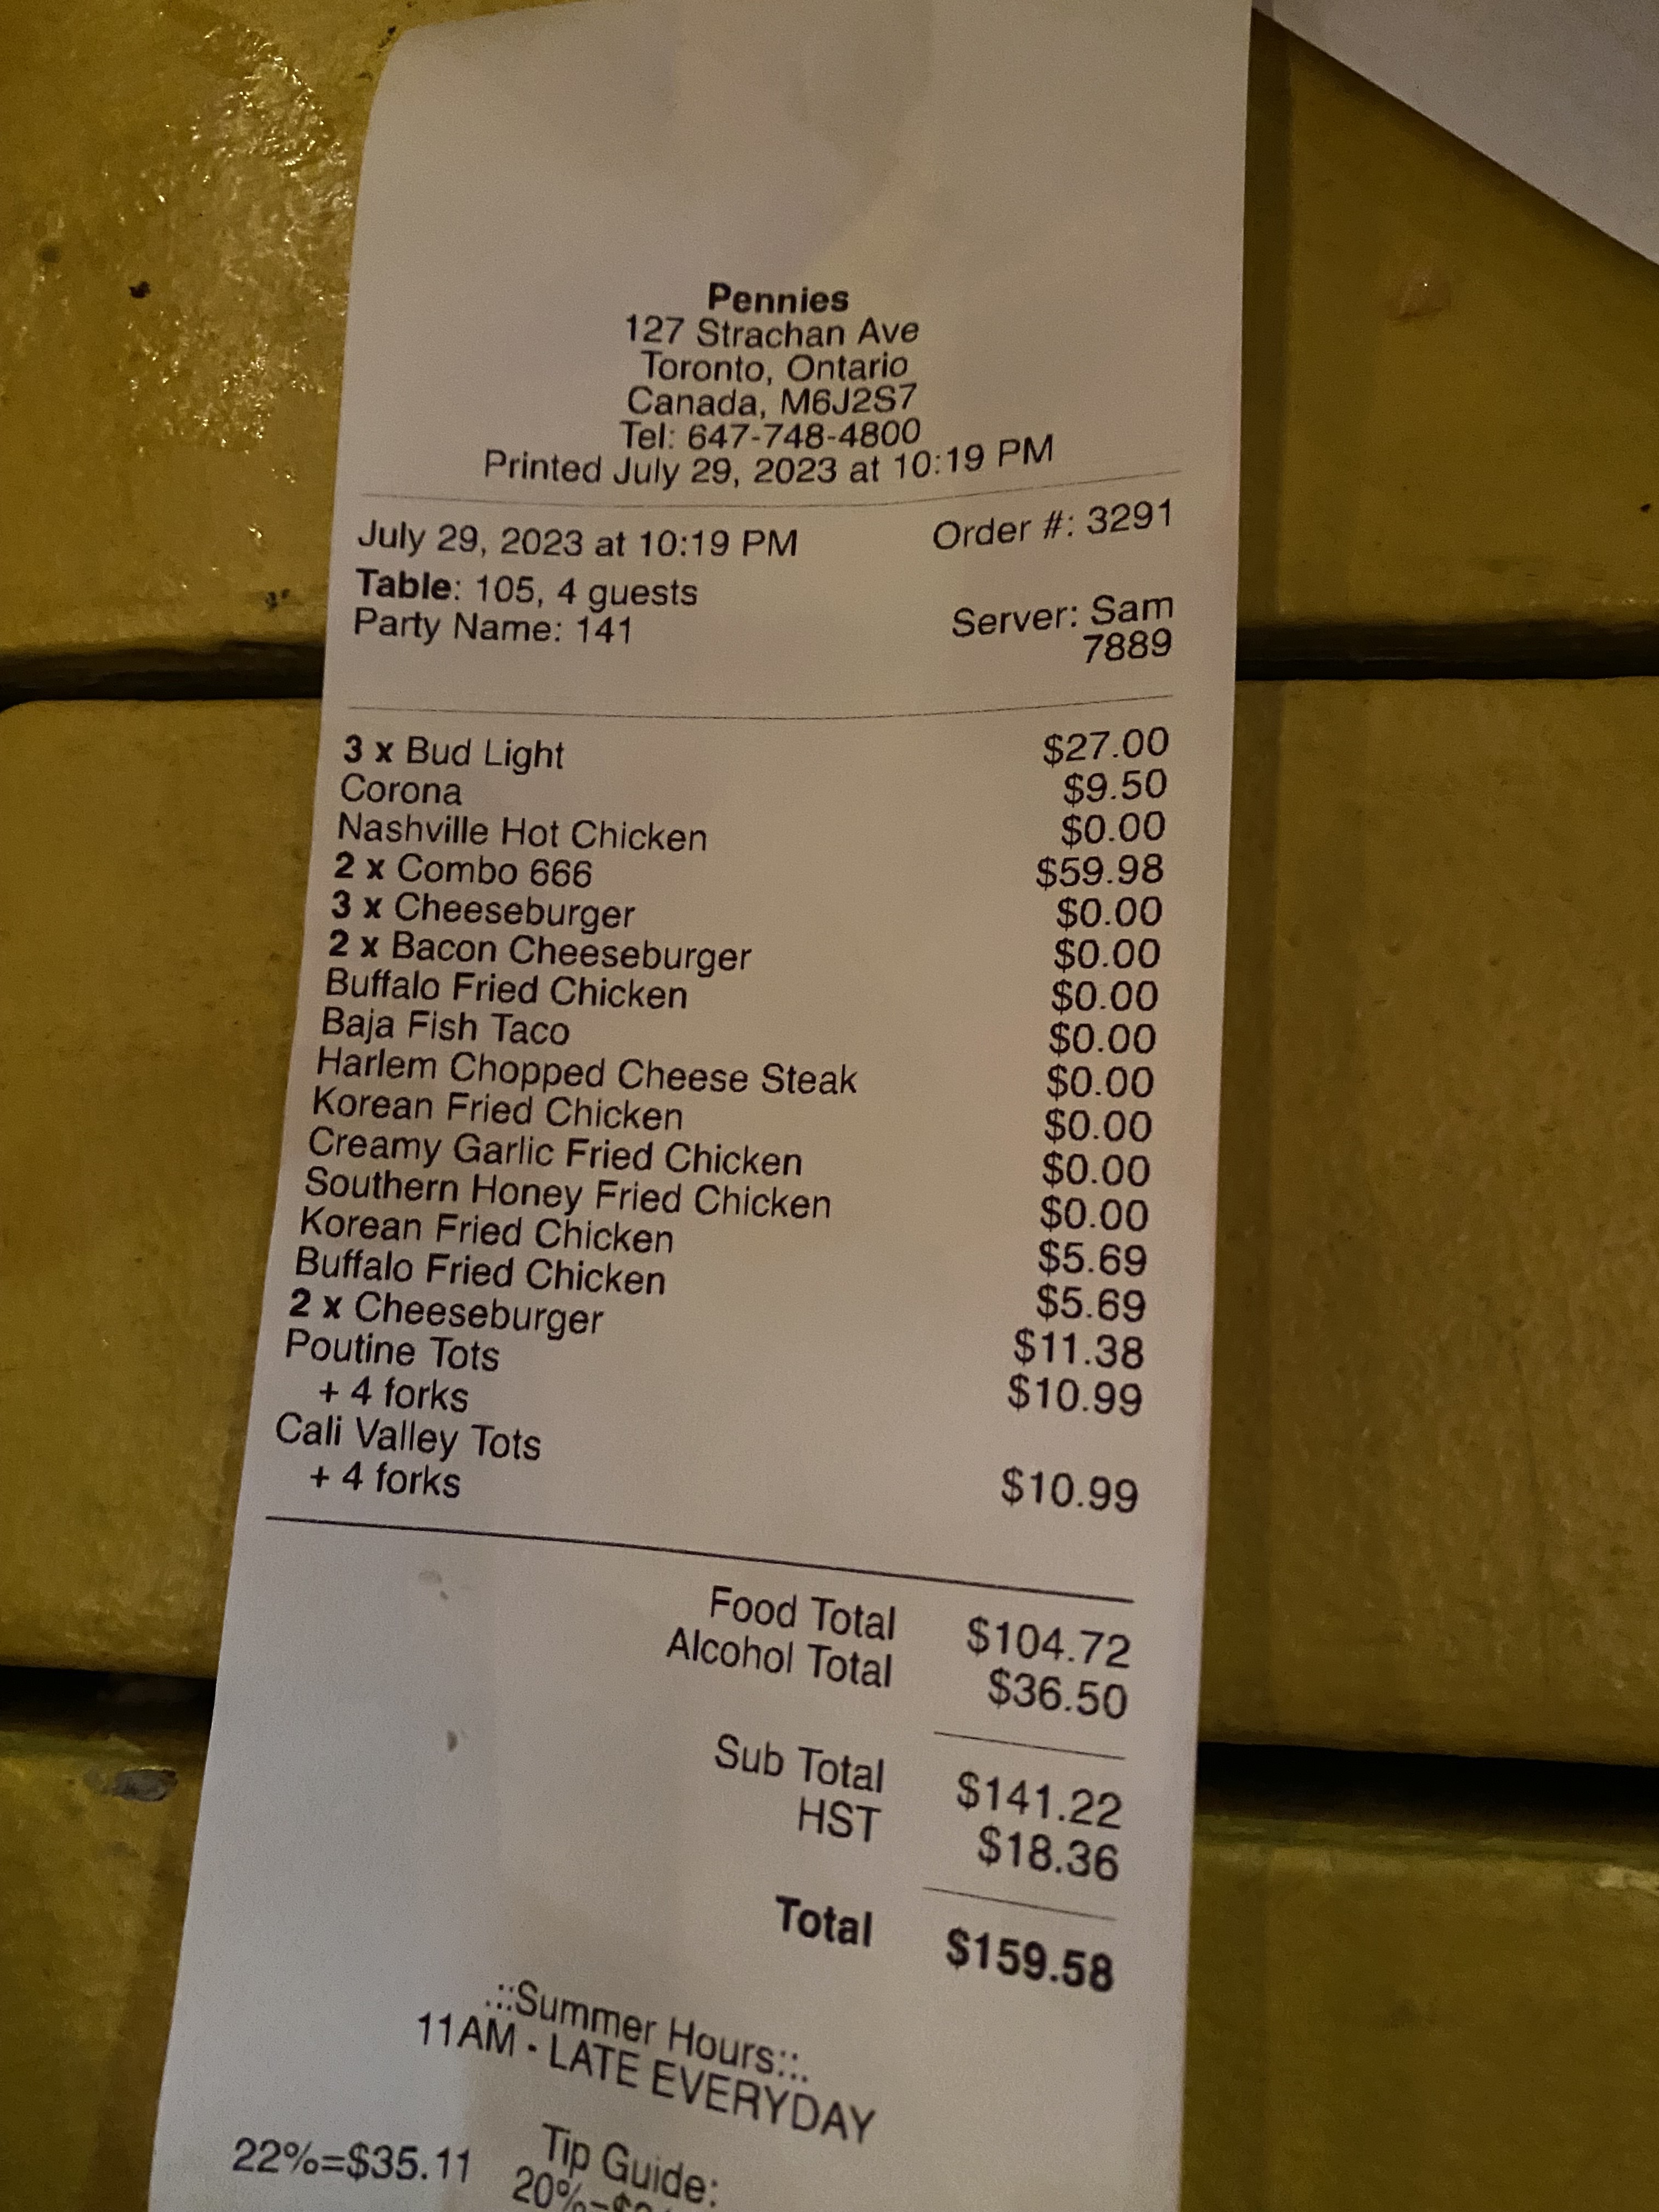 Pennies
127 Strachan Ave
Toronto, Ontario
Canada, M6J2S7
Tel: 647-748-4800
Printed July 29, 2023 at 10:19 PM
July 29, 2023 at 10:19 PM Order #: 3291
Table: 105, 4 guests
Party Name: 141 Server: Sam
7889
3 x Bud Light $27.00
Corona $9.50
Nashville Hot Chicken $0.00
2 x Combo 666 $59.98
3 x Cheeseburger $0.00
2 x Bacon Cheeseburger $0.00
Buffalo Fried Chicken $0.00
Baja Fish Taco $0.00
Harlem Chopped Cheese Steak $0.00
Korean Fried Chicken $0.00
Creamy Garlic Fried Chicken $0.00
Southern Honey Fried Chicken $0.00
Korean Fried Chicken $5.69
Buffalo Fried Chicken $5.69
2 x Cheeseburger $11.38
Poutine Tots $10.99
+ 4 forks
Cali Valley Tots $10.99
+ 4 forks
Food Total $104.72
Alcohol Total $36.50
Sub Total $141.22
HST $18.36
Total $159.58
.::Summer Hours::.
11AM - LATE EVERYDAY
Tip Guide:
22%=$35.11